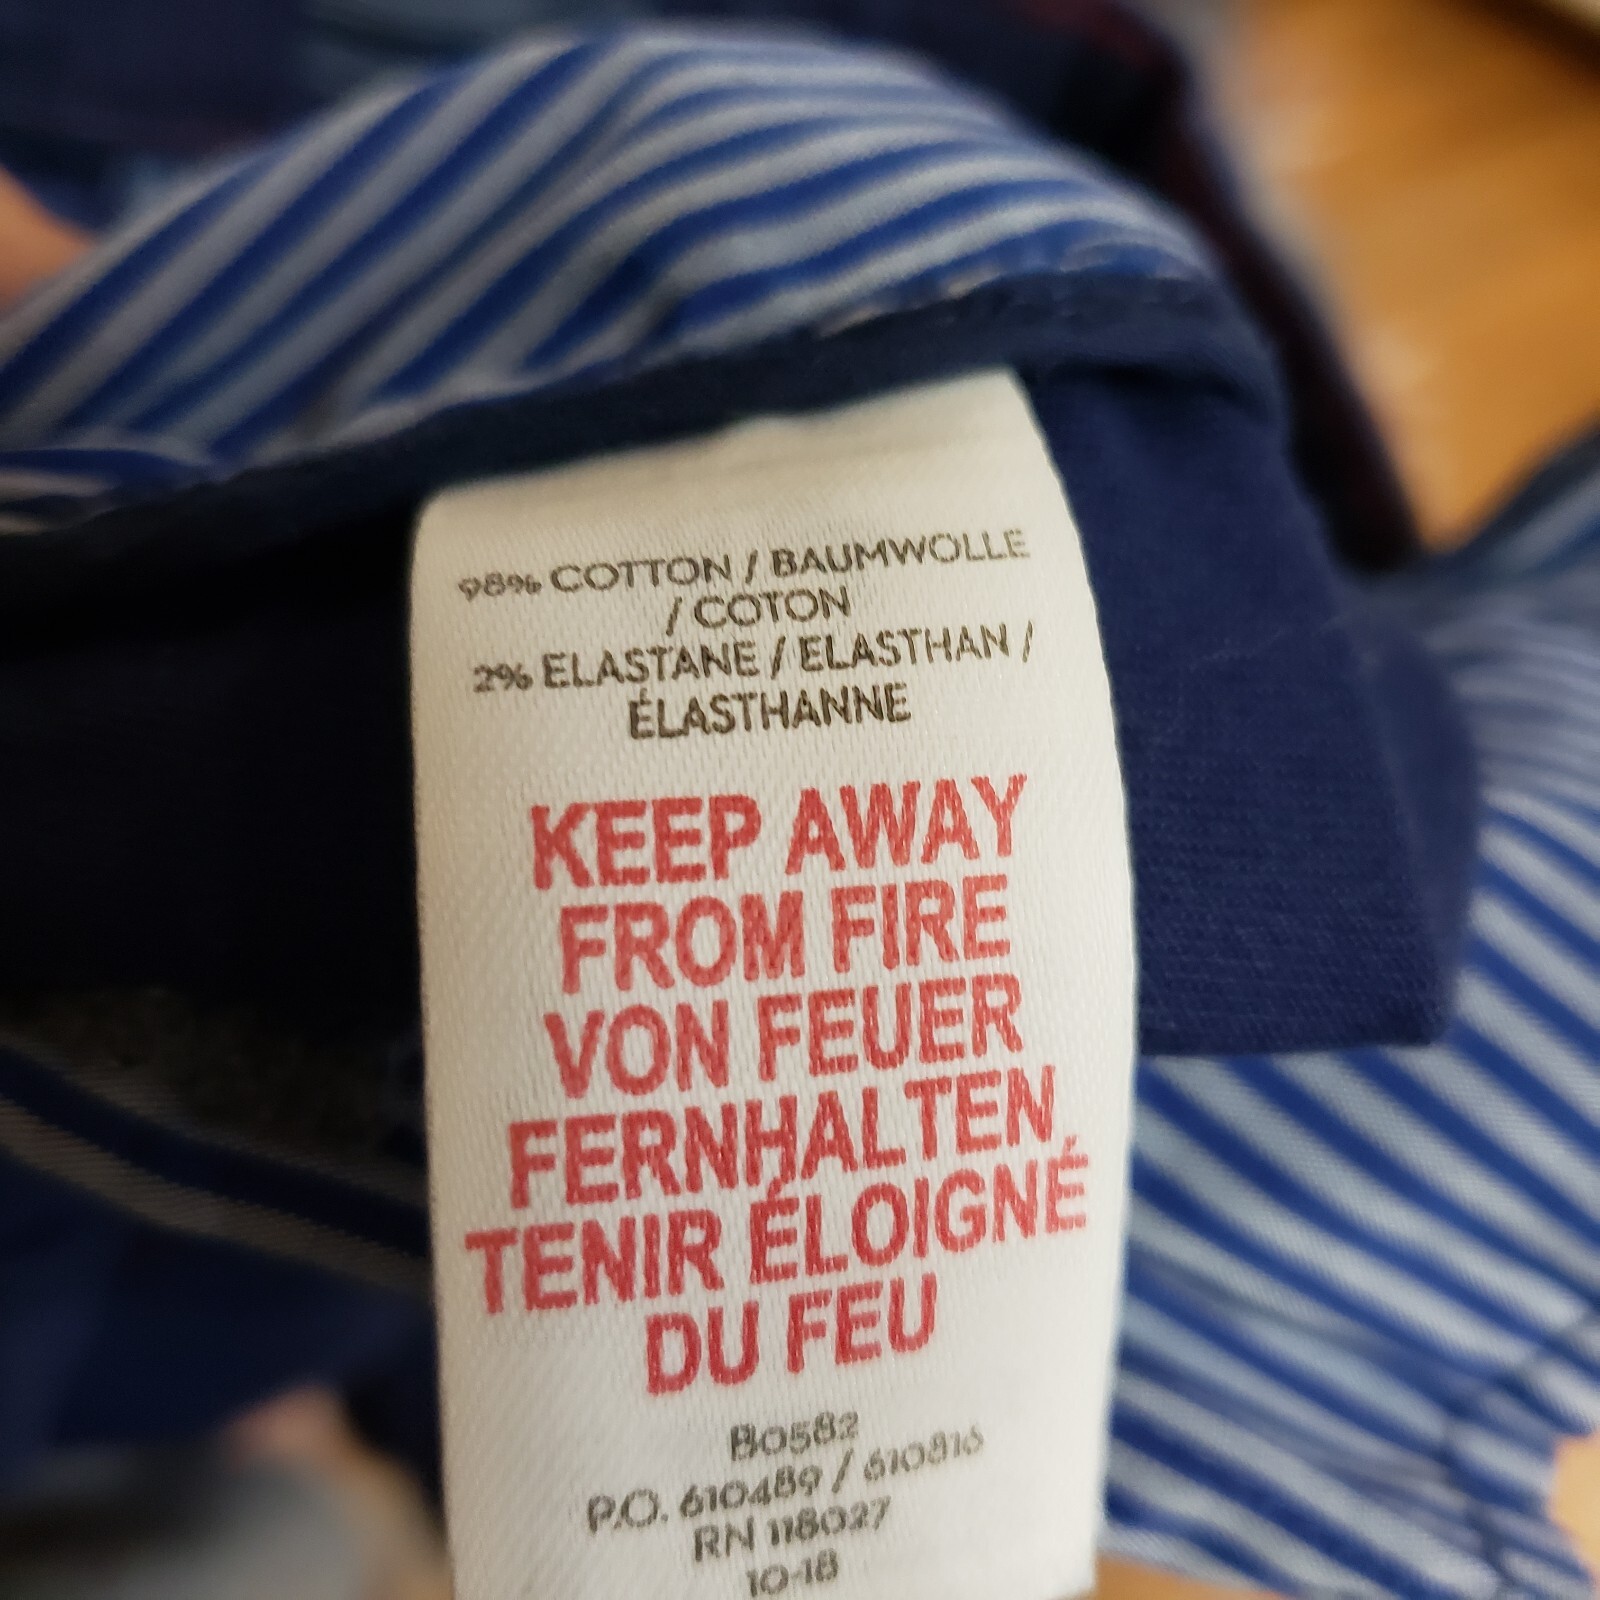 98% COTTON / BAUMWOLLE
/ COTON
2% ELASTANE / ELASTHAN /
ÉLASTHANNE
KEEP AWAY
FROM FIRE
VON FEUER
FERNHALTEN
TENIR ÉLOIGNÉ
DU FEU
B0582
P.O. 610489 / 610816
RN 118027
10-18